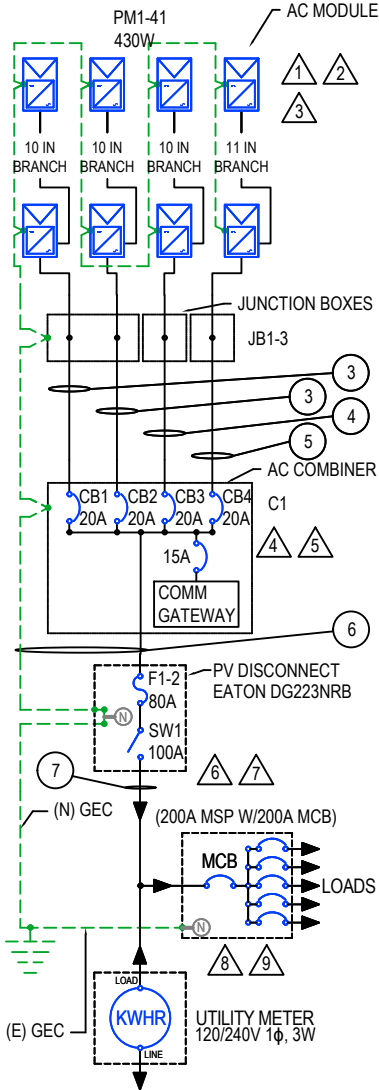 PM1-41
430W
AC MODULE
1
2
3
10 IN
BRANCH
10 IN
BRANCH
10 IN
BRANCH
11 IN
BRANCH
JUNCTION BOXES
JB1-3
3
3
4
5
AC COMBINER
C1
CB1
20A
CB2
20A
CB3
20A
CB4
20A
4
5
15A
COMM
GATEWAY
6
F1-2
80A
PV DISCONNECT
EATON DG223NRB
N
SW1
100A
6
7
7
(N) GEC
(200A MSP W/200A MCB)
MCB
LOADS
N
8
9
LOAD
KWHR
LINE
(E) GEC
UTILITY METER
120/240V 1ϕ, 3W